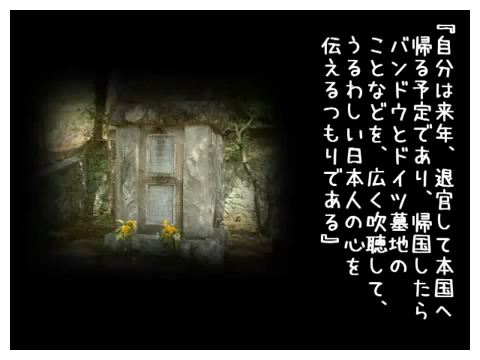 『自分は来年、退官して本国へ
帰る予定であり、帰国したら
バンドウとドイツ墓地の
ことなどを、広く吹聴して、
うるわしい日本人の心を
伝えるつもりである』